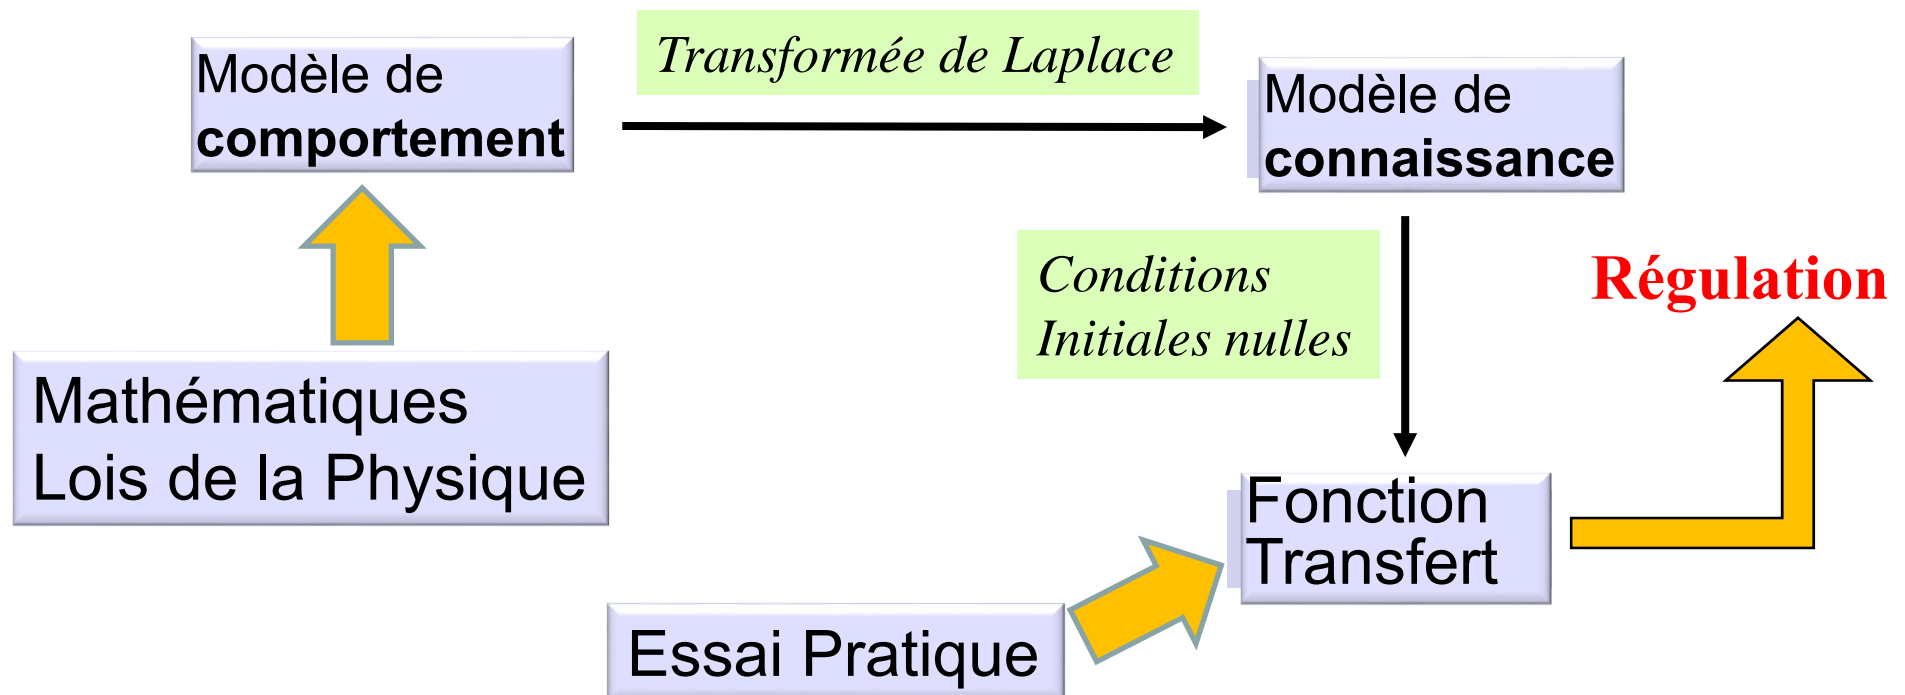 Modèle de
comportement
Transformée de Laplace
Modèle de
connaissance
Conditions
Initiales nulles
Régulation
Mathématiques
Lois de la Physique
Fonction
Transfert
Essai Pratique